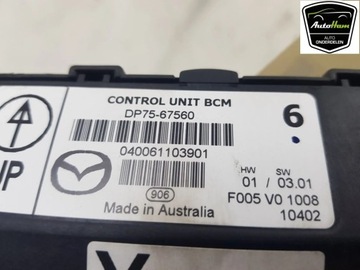 AutoHam
AUTO
ONDERDELEN
CONTROL UNIT BCM
DP75-67560
6
040061103901
HW SW
01 / 03.01
906
F005 V0 1008
Made in Australia
10402
UP